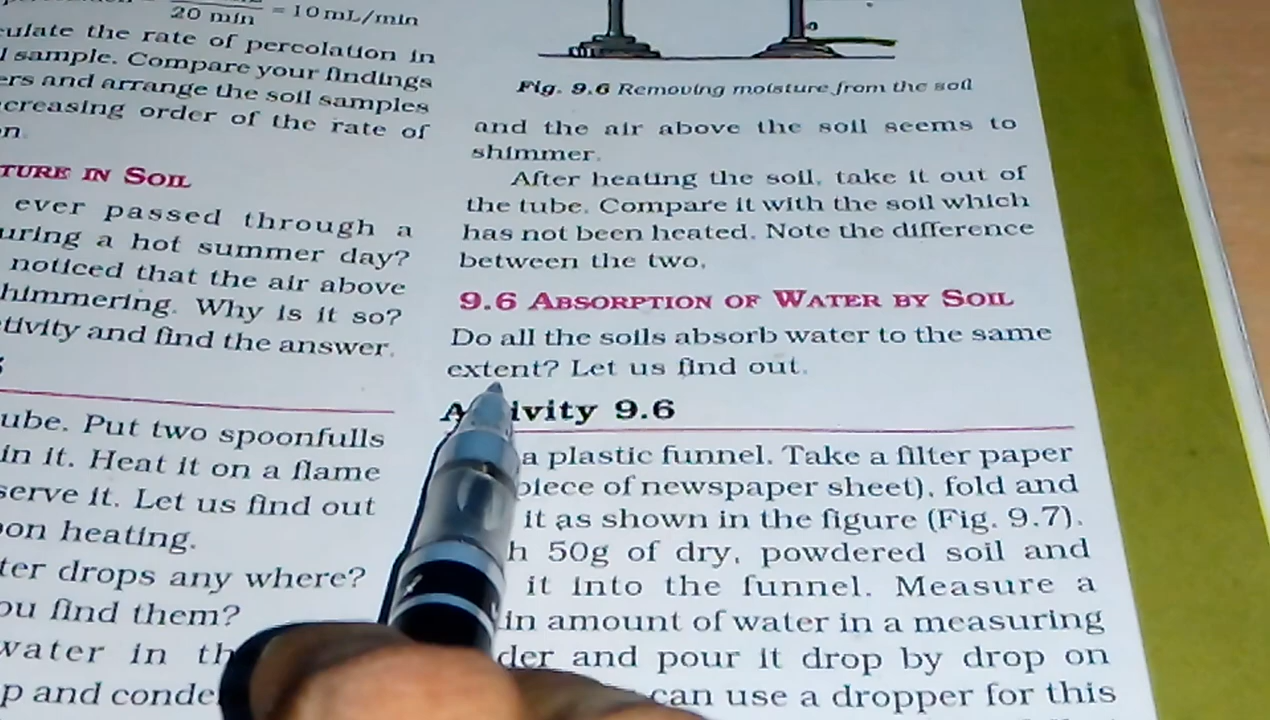 20 min = 10 mL/min
culate the rate of percolation in
sample. Compare your findings
ers and arrange the soil samples
creasing order of the rate of
n.
TURE IN SOIL
ever passed through a
uring a hot summer day?
noticed that the air above
himmering. Why is it so?
tivity and find the answer.
ube. Put two spoonfulls
in it. Heat it on a flame
serve it. Let us find out
on heating.
ter drops any where?
ou find them?
water in th
p and conde
Fig. 9.6 Removing moisture from the soil
and the air above the soil seems to
shimmer.
After heating the soil, take it out of
the tube. Compare it with the soil which
has not been heated. Note the difference
between the two.
9.6 ABSORPTION OF WATER BY SOIL
Do all the soils absorb water to the same
extent? Let us find out.
Activity 9.6
a plastic funnel. Take a filter paper
piece of newspaper sheet), fold and
it as shown in the figure (Fig. 9.7).
h 50g of dry, powdered soil and
it into the funnel. Measure a
in amount of water in a measuring
der and pour it drop by drop on
can use a dropper for this